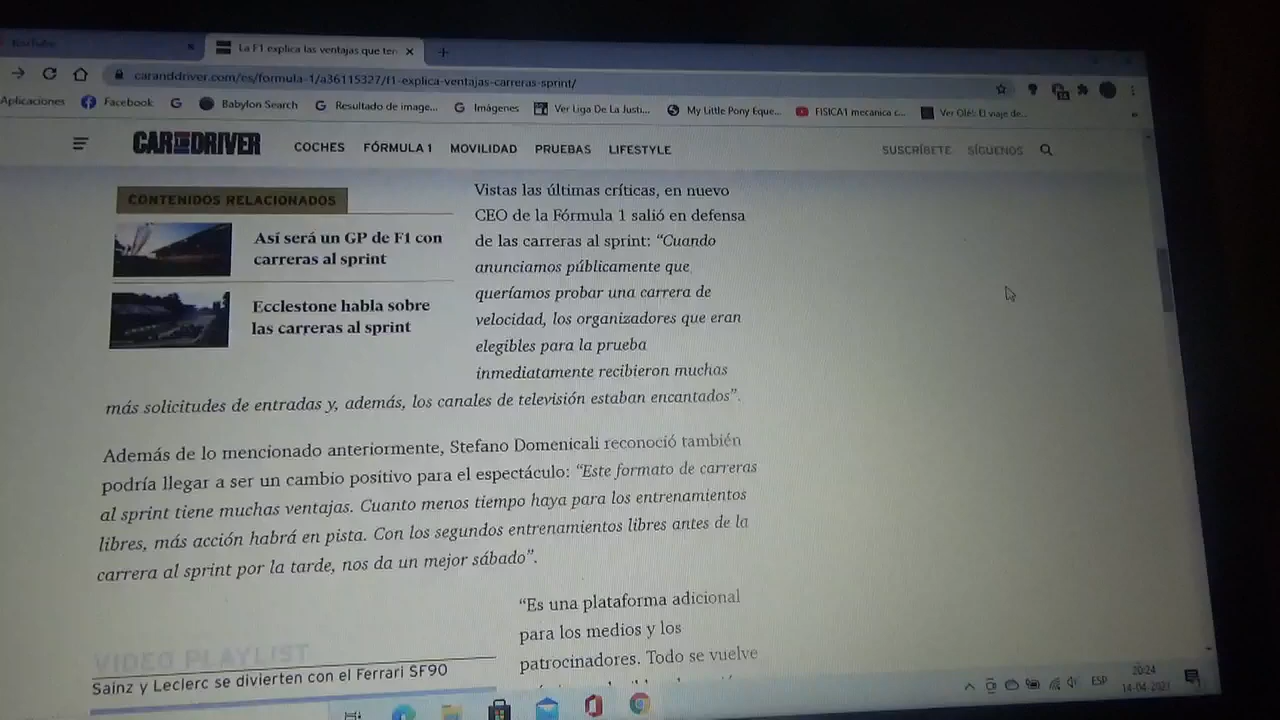 La F1 explica las ventajas que ten
caranddriver.com/es/formula-1/a36115327/f1-explica-ventajas-carreras-sprint/
Aplicaciones Facebook Babylon Search Resultado de image... Imágenes Ver Liga De La Justi... My Little Pony Eque... FISICA1 mecanica c... Ver Olé!: El viaje de...
CAR AND DRIVER COCHES FÓRMULA 1 MOVILIDAD PRUEBAS LIFESTYLE SUSCRÍBETE SÍGUENOS
CONTENIDOS RELACIONADOS
Así será un GP de F1 con
carreras al sprint
Ecclestone habla sobre
las carreras al sprint
Vistas las últimas críticas, en nuevo
CEO de la Fórmula 1 salió en defensa
de las carreras al sprint: “Cuando
anunciamos públicamente que
queríamos probar una carrera de
velocidad, los organizadores que eran
elegibles para la prueba
inmediatamente recibieron muchas
más solicitudes de entradas y, además, los canales de televisión estaban encantados”.
Además de lo mencionado anteriormente, Stefano Domenicali reconoció también
podría llegar a ser un cambio positivo para el espectáculo: “Este formato de carreras
al sprint tiene muchas ventajas. Cuanto menos tiempo haya para los entrenamientos
libres, más acción habrá en pista. Con los segundos entrenamientos libres antes de la
carrera al sprint por la tarde, nos da un mejor sábado”.
“Es una plataforma adicional
para los medios y los
patrocinadores. Todo se vuelve
VIDEO PLAYLIST
Sainz y Leclerc se divierten con el Ferrari SF90
ESP
20:24
14-04-2021